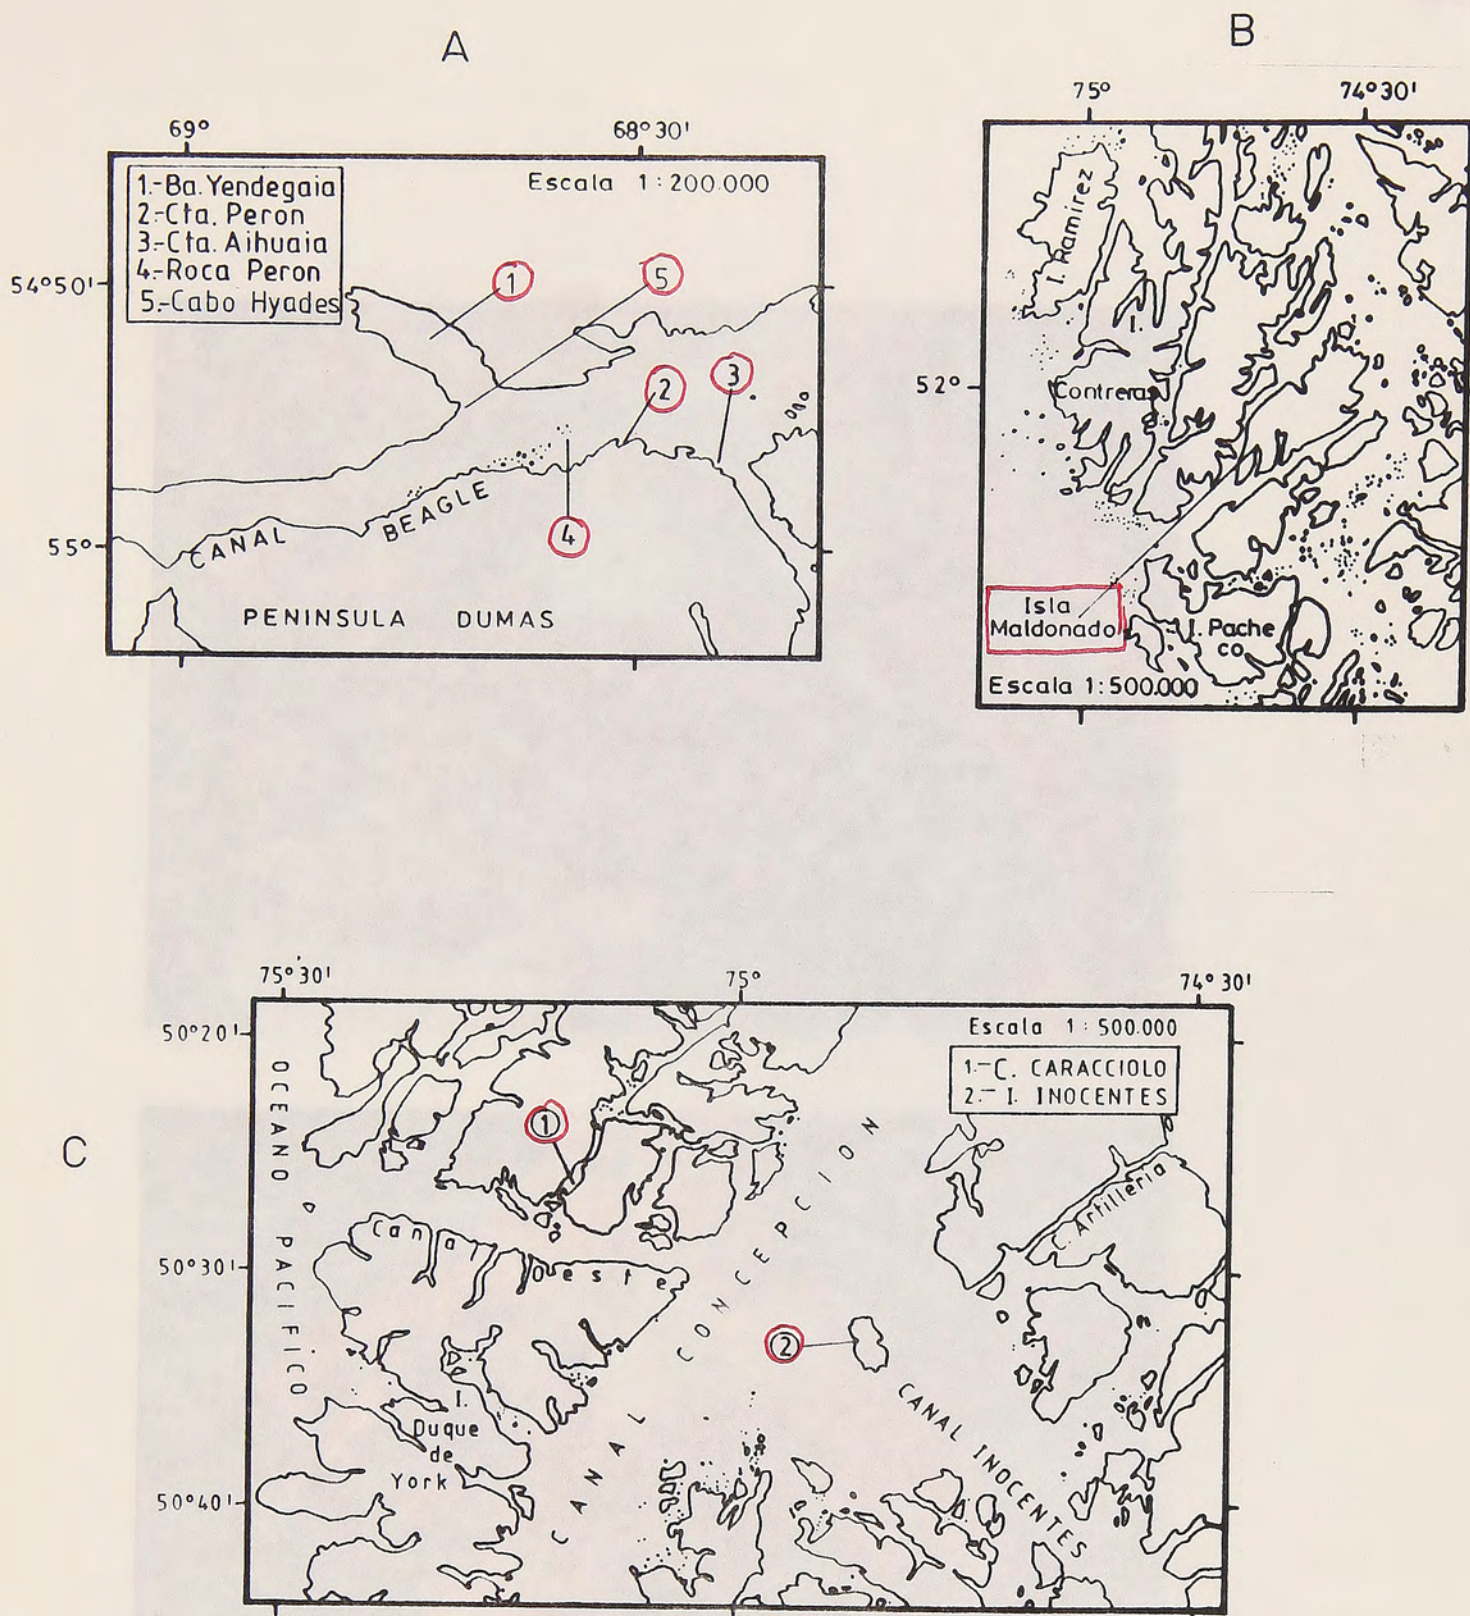 A
69°
68°30'
1.-Ba. Yendegaia
2.-Cta. Peron
3.-Cta. Aihuaia
4.-Roca Peron
5.-Cabo Hyades
Escala 1:200.000
54°50'
1
5
2
3
4
55°
CANAL BEAGLE
PENINSULA DUMAS
B
75°
74°30'
I. Ramirez
52°
I.
Contreras
Isla
Maldonado
I. Pache
co
Escala 1:500.000
C
75°30'
75°
74°30'
50°20'
Escala 1:500.000
1.-C. CARACCIOLO
2.- I. INOCENTES
OCEANO PACIFICO
1
C. Artilleria
Canal Oeste
50°30'
CANAL CONCEPCION
2
CANAL INOCENTES
I.
Duque
de
York
50°40'